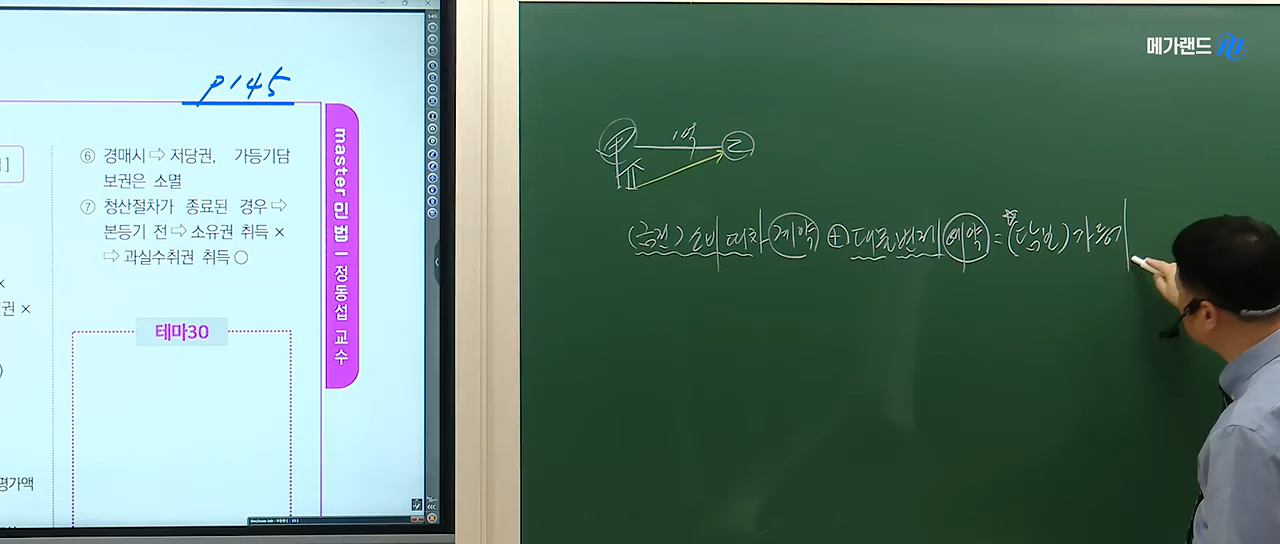 p145
⑥ 경매시 ⇨ 저당권, 가등기담
보권은 소멸
⑦ 청산절차가 종료된 경우 ⇨
본등기 전 ⇨ 소유권 취득 ×
⇨ 과실수취권 취득 ○
×
권 ×
)
평가액
테마30
master 민법 | 정동섭 교수
메가랜드
1억
(금전) 소비대차 계약 ⊕ 대물변제 예약 = (담보) 가등기